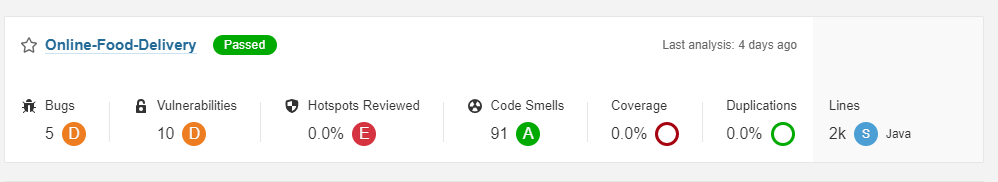 Online-Food-Delivery Passed Last analysis: 4 days ago
Bugs Vulnerabilities Hotspots Reviewed Code Smells Coverage Duplications Lines
5 D 10 D 0.0% E 91 A 0.0% 0.0% 2k S Java